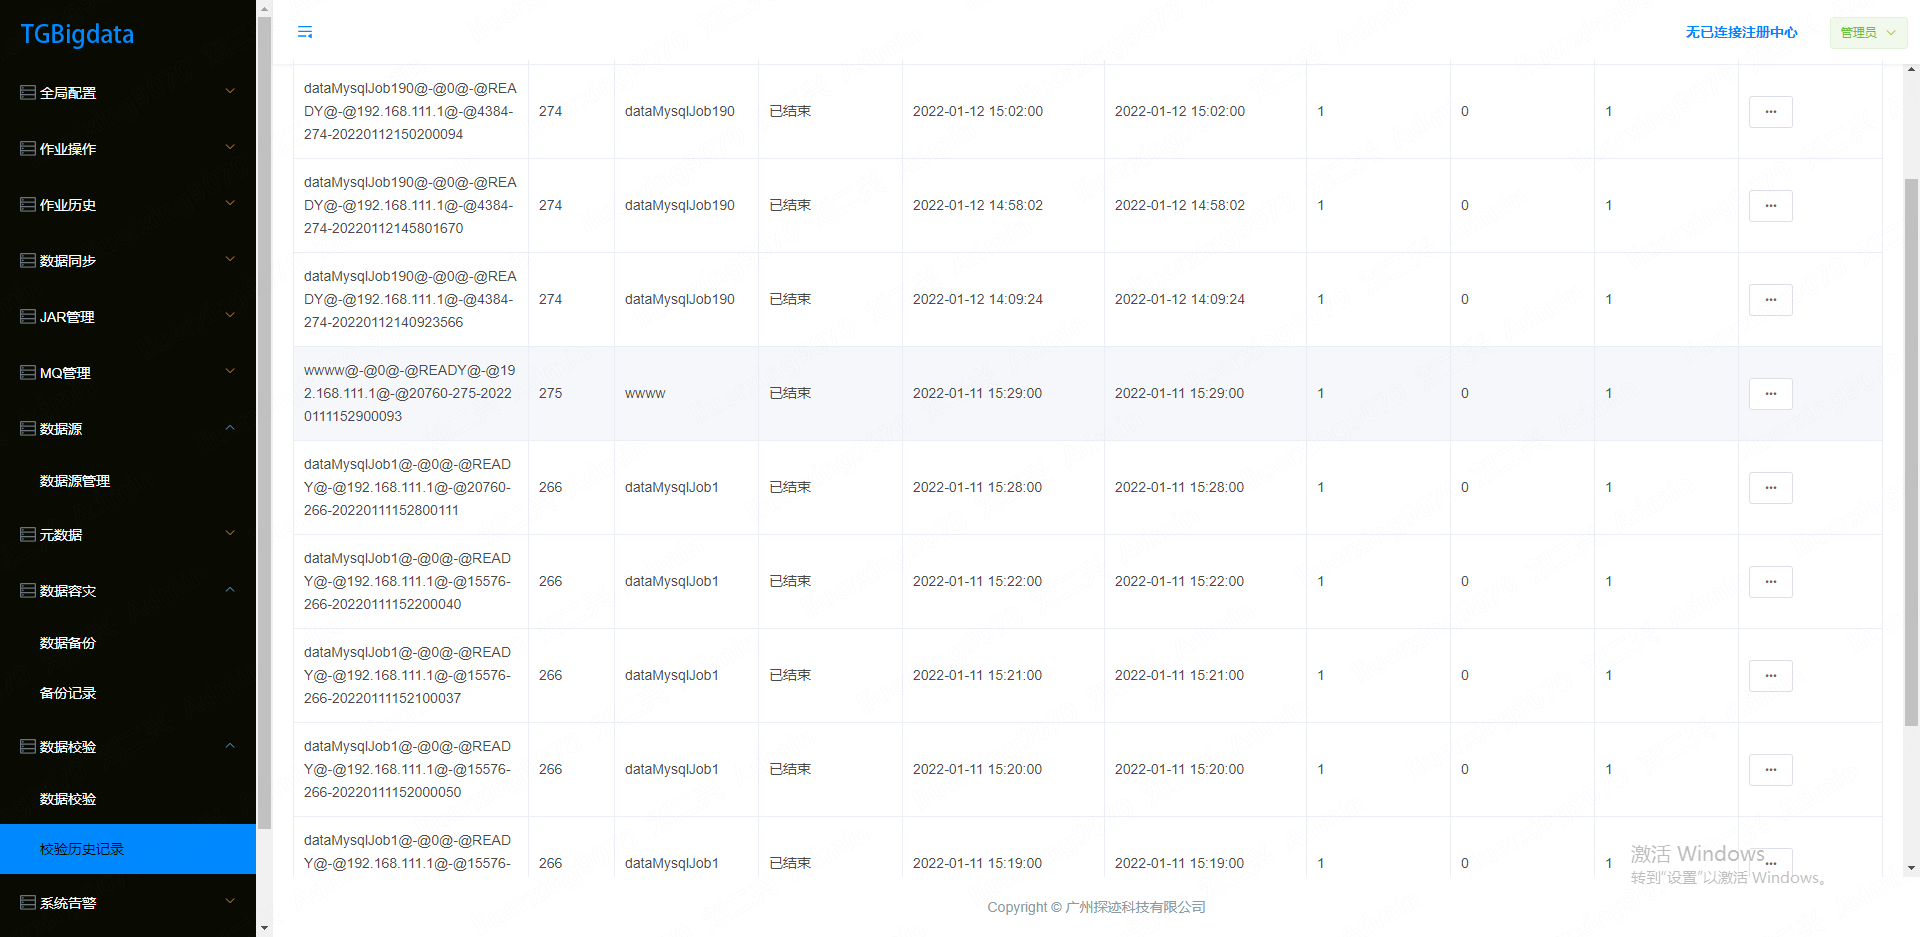 TGBigdata
全局配置
作业操作
作业历史
数据同步
JAR管理
MQ管理
数据源
数据源管理
元数据
数据容灾
数据备份
备份记录
数据校验
数据校验
校验历史记录
系统告警
无已连接注册中心
管理员
dataMysqlJob190@-@0@-@REA
DY@-@192.168.111.1@-@4384-
274-20220112150200094
274
dataMysqlJob190
已结束
2022-01-12 15:02:00
2022-01-12 15:02:00
1
0
1
dataMysqlJob190@-@0@-@REA
DY@-@192.168.111.1@-@4384-
274-20220112145801670
274
dataMysqlJob190
已结束
2022-01-12 14:58:02
2022-01-12 14:58:02
1
0
1
dataMysqlJob190@-@0@-@REA
DY@-@192.168.111.1@-@4384-
274-20220112140923566
274
dataMysqlJob190
已结束
2022-01-12 14:09:24
2022-01-12 14:09:24
1
0
1
wwww@-@0@-@READY@-@19
2.168.111.1@-@20760-275-2022
0111152900093
275
wwww
已结束
2022-01-11 15:29:00
2022-01-11 15:29:00
1
0
1
dataMysqlJob1@-@0@-@READ
Y@-@192.168.111.1@-@20760-
266-20220111152800111
266
dataMysqlJob1
已结束
2022-01-11 15:28:00
2022-01-11 15:28:00
1
0
1
dataMysqlJob1@-@0@-@READ
Y@-@192.168.111.1@-@15576-
266-20220111152200040
266
dataMysqlJob1
已结束
2022-01-11 15:22:00
2022-01-11 15:22:00
1
0
1
dataMysqlJob1@-@0@-@READ
Y@-@192.168.111.1@-@15576-
266-20220111152100037
266
dataMysqlJob1
已结束
2022-01-11 15:21:00
2022-01-11 15:21:00
1
0
1
dataMysqlJob1@-@0@-@READ
Y@-@192.168.111.1@-@15576-
266-20220111152000050
266
dataMysqlJob1
已结束
2022-01-11 15:20:00
2022-01-11 15:20:00
1
0
1
dataMysqlJob1@-@0@-@READ
Y@-@192.168.111.1@-@15576-
266
dataMysqlJob1
已结束
2022-01-11 15:19:00
2022-01-11 15:19:00
1
0
1
激活 Windows
转到"设置"以激活 Windows。
Copyright © 广州探迹科技有限公司